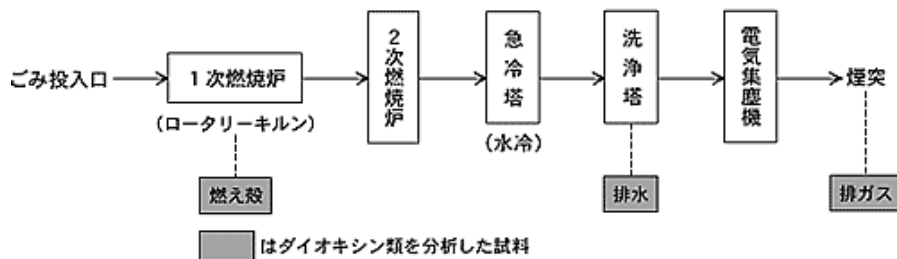 ごみ投入口
1次燃焼炉
(ロータリーキルン)
2次燃焼炉
急冷塔
(水冷)
洗浄塔
電気集塵機
煙突
燃え殻
排水
排ガス
はダイオキシン類を分析した試料